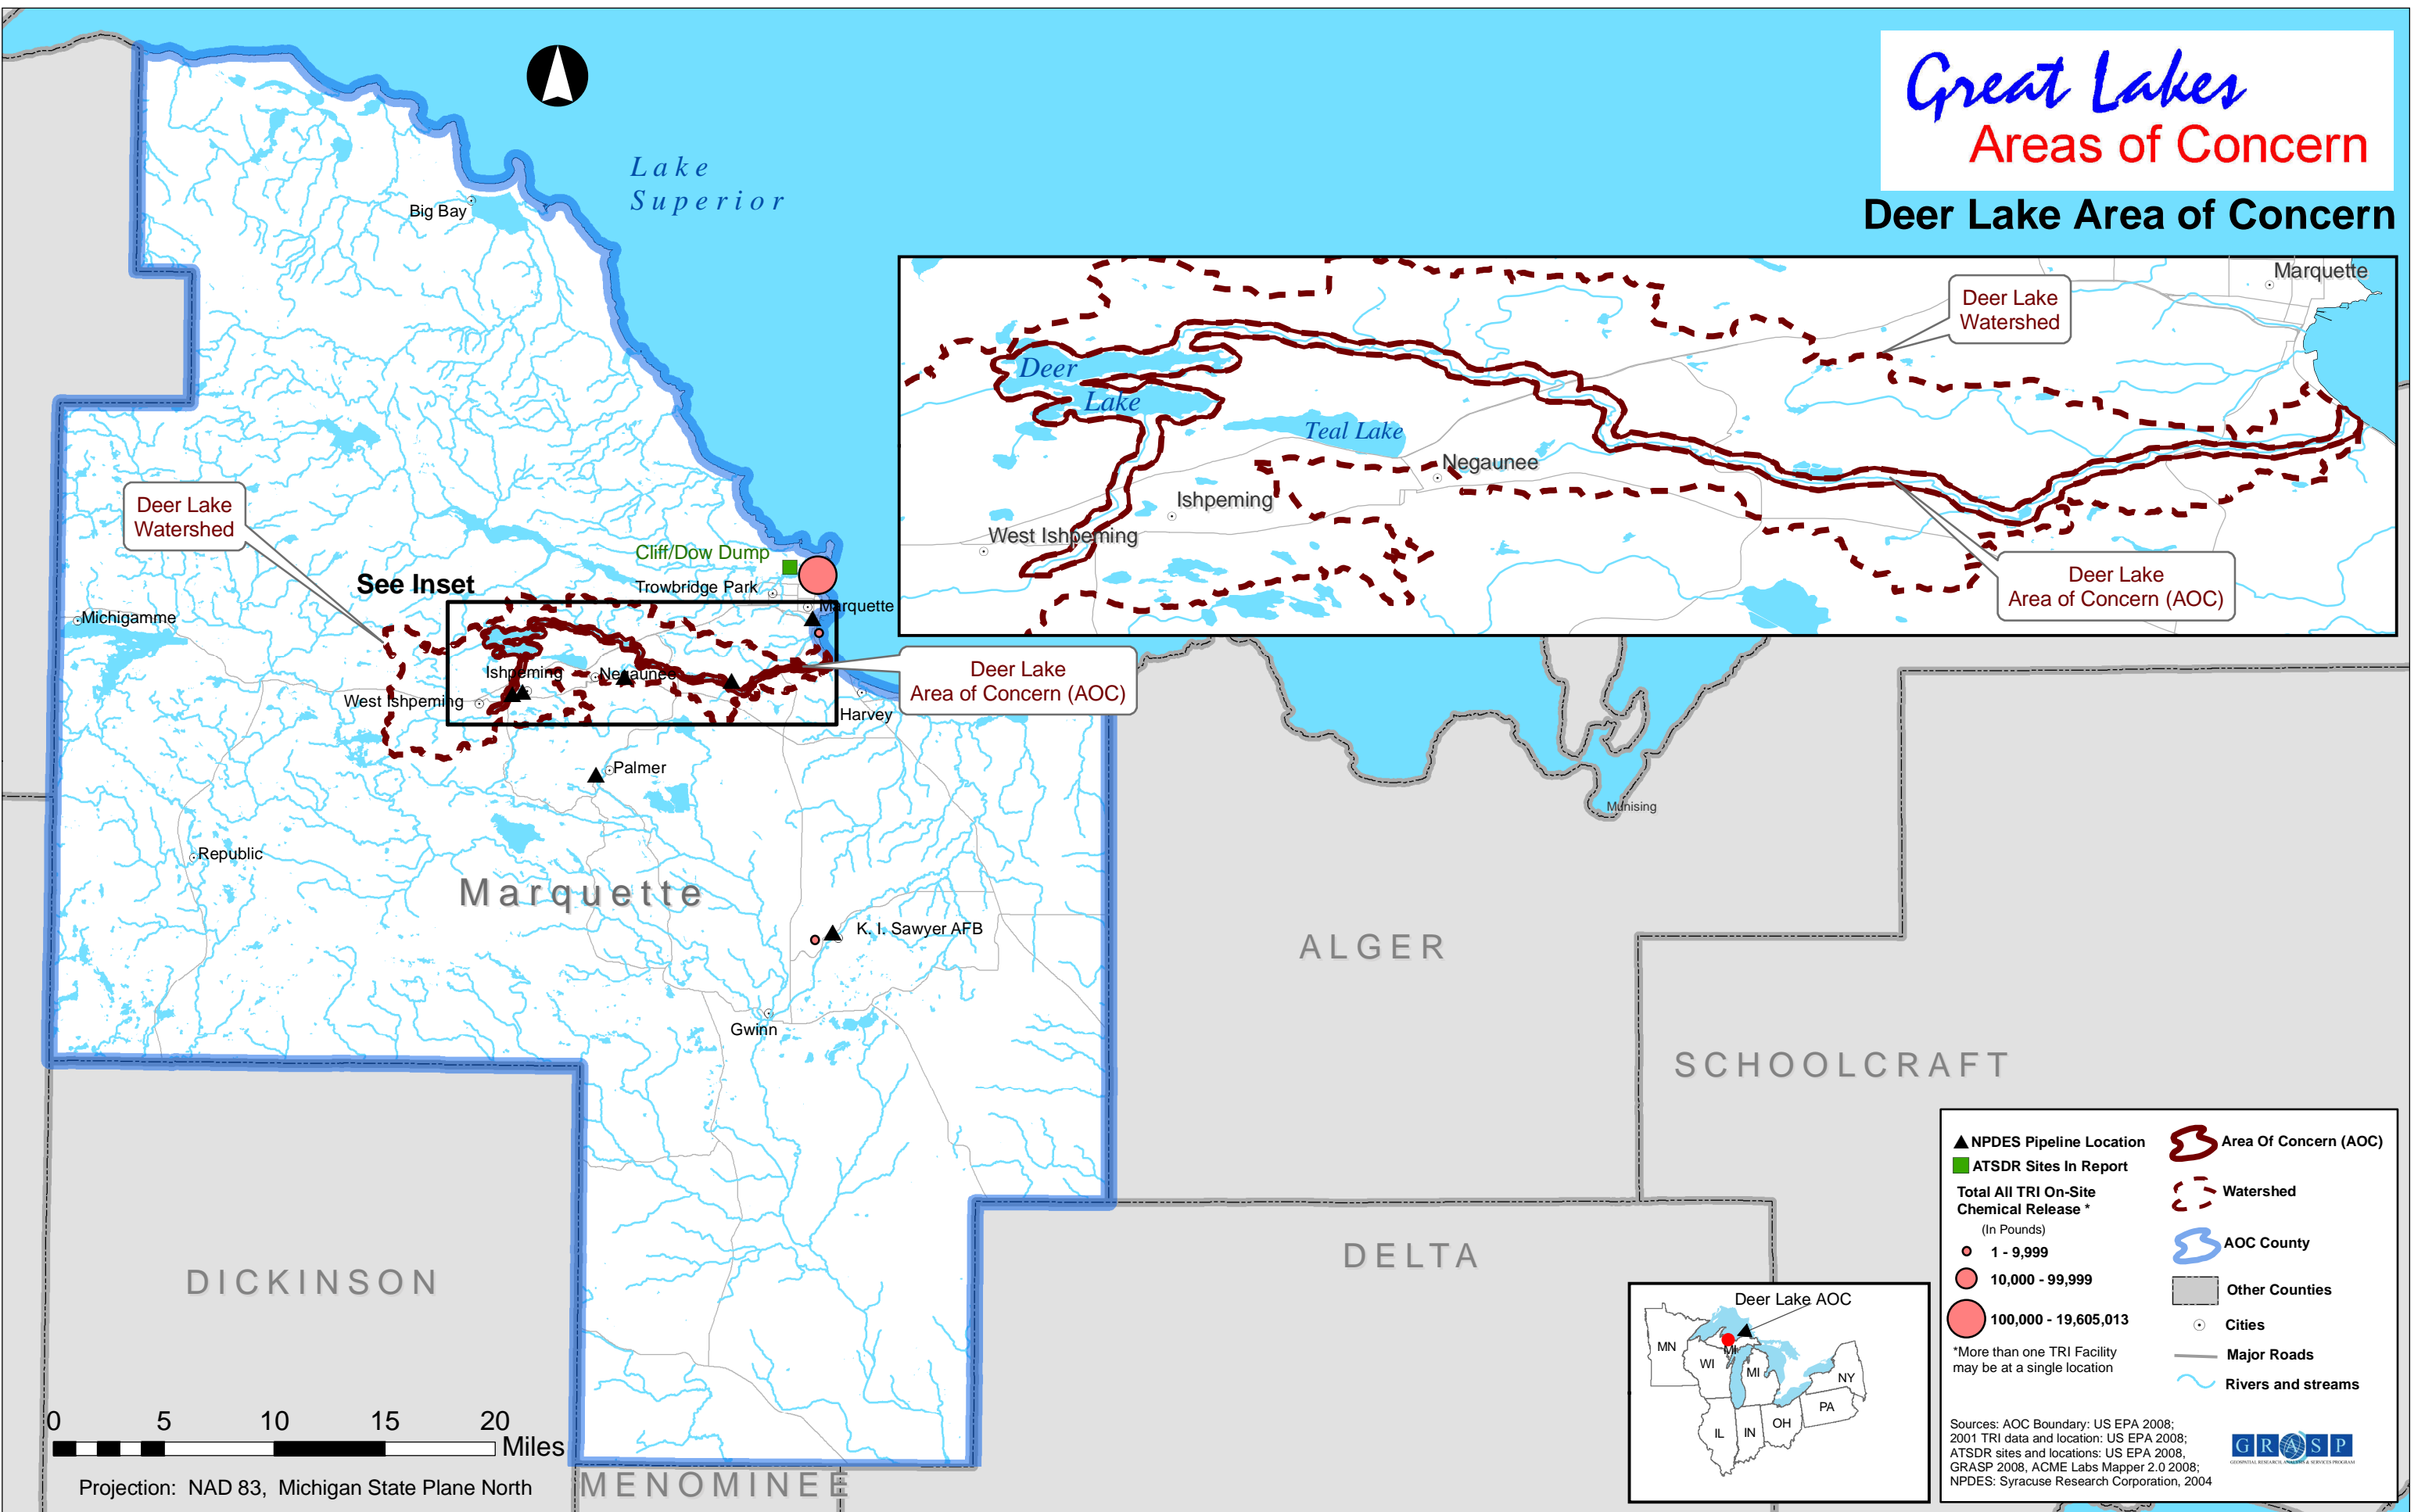 Great Lakes
Areas of Concern
Deer Lake Area of Concern
Lake
Superior
Big Bay
Deer Lake
Watershed
See Inset
Cliff/Dow Dump
Trowbridge Park
Marquette
Michigamme
Ishpeming
Negaunee
West Ishpeming
Harvey
Deer Lake
Area of Concern (AOC)
Palmer
Republic
Marquette
K. I. Sawyer AFB
Gwinn
Munising
ALGER
SCHOOLCRAFT
DELTA
DICKINSON
MENOMINEE
Marquette
Deer Lake
Watershed
Deer
Lake
Teal Lake
Negaunee
Ishpeming
West Ishpeming
Deer Lake
Area of Concern (AOC)
0 5 10 15 20
Miles
Projection: NAD 83, Michigan State Plane North
Deer Lake AOC
MN
WI
MI
MI
NY
PA
IL
IN
OH
NPDES Pipeline Location
ATSDR Sites In Report
Total All TRI On-Site
Chemical Release *
(In Pounds)
1 - 9,999
10,000 - 99,999
100,000 - 19,605,013
*More than one TRI Facility
may be at a single location
Area Of Concern (AOC)
Watershed
AOC County
Other Counties
Cities
Major Roads
Rivers and streams
Sources: AOC Boundary: US EPA 2008;
2001 TRI data and location: US EPA 2008;
ATSDR sites and locations: US EPA 2008,
GRASP 2008, ACME Labs Mapper 2.0 2008;
NPDES: Syracuse Research Corporation, 2004
GRASP
GEOSPATIAL RESEARCH, ANALYSIS & SERVICES PROGRAM